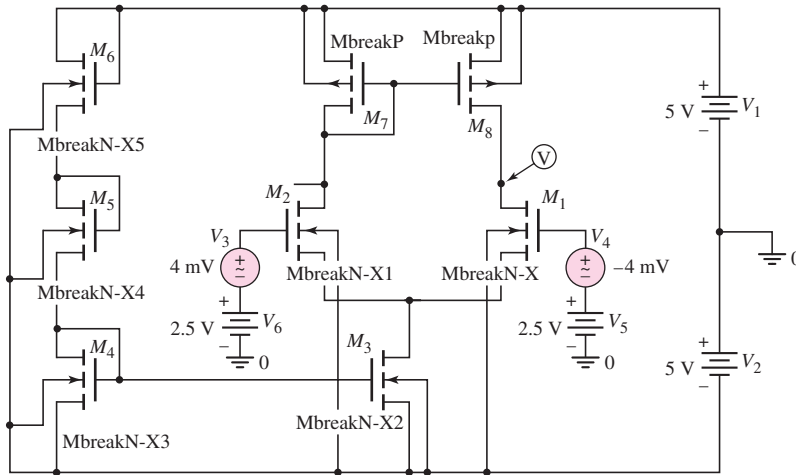 M6
MbreakN-X5
MbreakP
Mbreakp
M7
M8
V
5 V
+
–
V1
M5
MbreakN-X4
M2
M1
V3
4 mV
+
–
MbreakN-X1
MbreakN-X
V4
+
–
–4 mV
0
+
2.5 V
–
V6
0
+
2.5 V
–
V5
0
M4
MbreakN-X3
M3
MbreakN-X2
+
5 V
–
V2